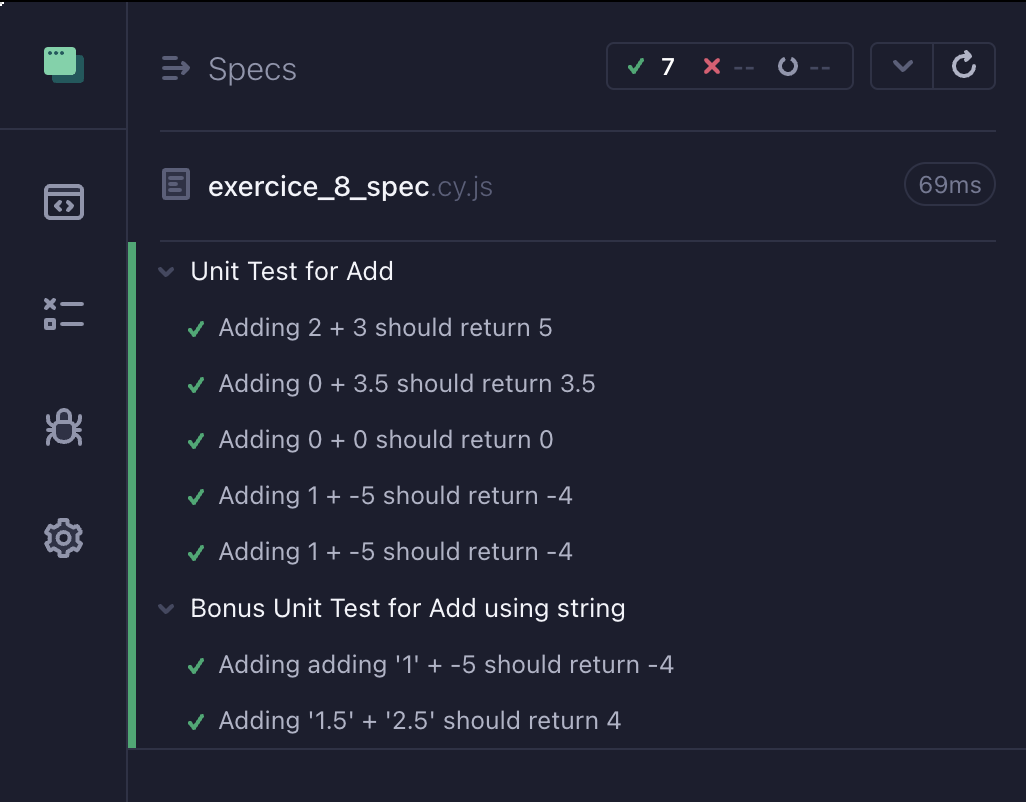 Specs
7 -- --
exercice_8_spec.cy.js
69ms
Unit Test for Add
Adding 2 + 3 should return 5
Adding 0 + 3.5 should return 3.5
Adding 0 + 0 should return 0
Adding 1 + -5 should return -4
Adding 1 + -5 should return -4
Bonus Unit Test for Add using string
Adding adding '1' + -5 should return -4
Adding '1.5' + '2.5' should return 4